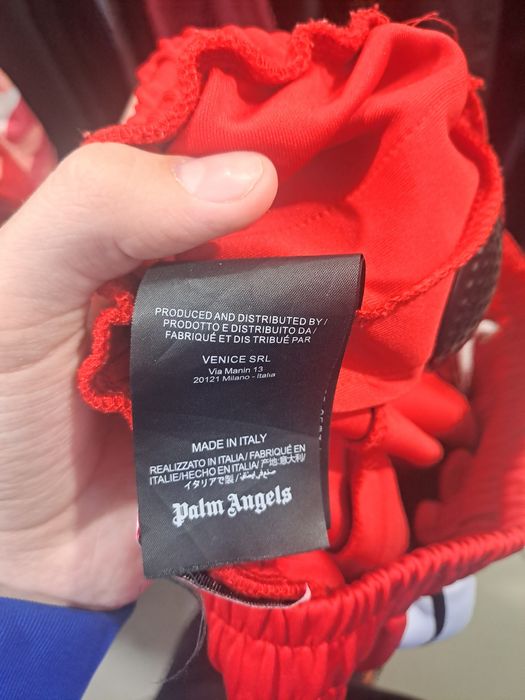 PRODUCED AND DISTRIBUTED BY/
PRODOTTO E DISTRIBUITO DA/
FABRIQUÉ ET DIS TRIBUÉ PAR
VENICE SRL
Via Manin 13
20121 Milano - Italia
MADE IN ITALY
REALIZZATO IN ITALIA/ FABRIQUÉ EN
ITALIE/HECHO EN ITALIA/ 产地:意大利/
イタリアで製/
Palm Angels